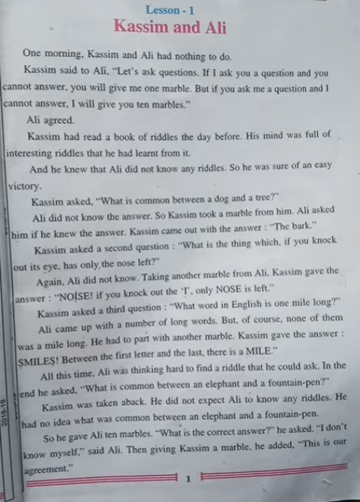 Lesson - 1
Kassim and Ali
One morning, Kassim and Ali had nothing to do.
Kassim said to Ali, "Let's ask questions. If I ask you a question and you
cannot answer, you will give me one marble. But if you ask me a question and I
cannot answer, I will give you ten marbles."
Ali agreed.
Kassim had read a book of riddles the day before. His mind was full of
interesting riddles that he had learnt from it.
And he knew that Ali did not know any riddles. So he was sure of an easy
victory.
Kassim asked, "What is common between a dog and a tree?"
Ali did not know the answer. So Kassim took a marble from him. Ali asked
him if he knew the answer. Kassim came out with the answer : "The bark."
Kassim asked a second question : "What is the thing which, if you knock
out its eye, has only the nose left?"
Again, Ali did not know. Taking another marble from Ali, Kassim gave the
answer : "NOISE! if you knock out the 'I', only NOSE is left."
Kassim asked a third question : "What word in English is one mile long?"
Ali came up with a number of long words. But, of course, none of them
was a mile long. He had to part with another marble. Kassim gave the answer :
SMILES! Between the first letter and the last, there is a MILE."
All this time, Ali was thinking hard to find a riddle that he could ask. In the
end he asked, "What is common between an elephant and a fountain-pen?"
Kassim was taken aback. He did not expect Ali to know any riddles. He
had no idea what was common between an elephant and a fountain-pen.
So he gave Ali ten marbles. "What is the correct answer?" he asked. "I don't
know myself," said Ali. Then giving Kassim a marble, he added, "This is our
agreement."
1
2018-19